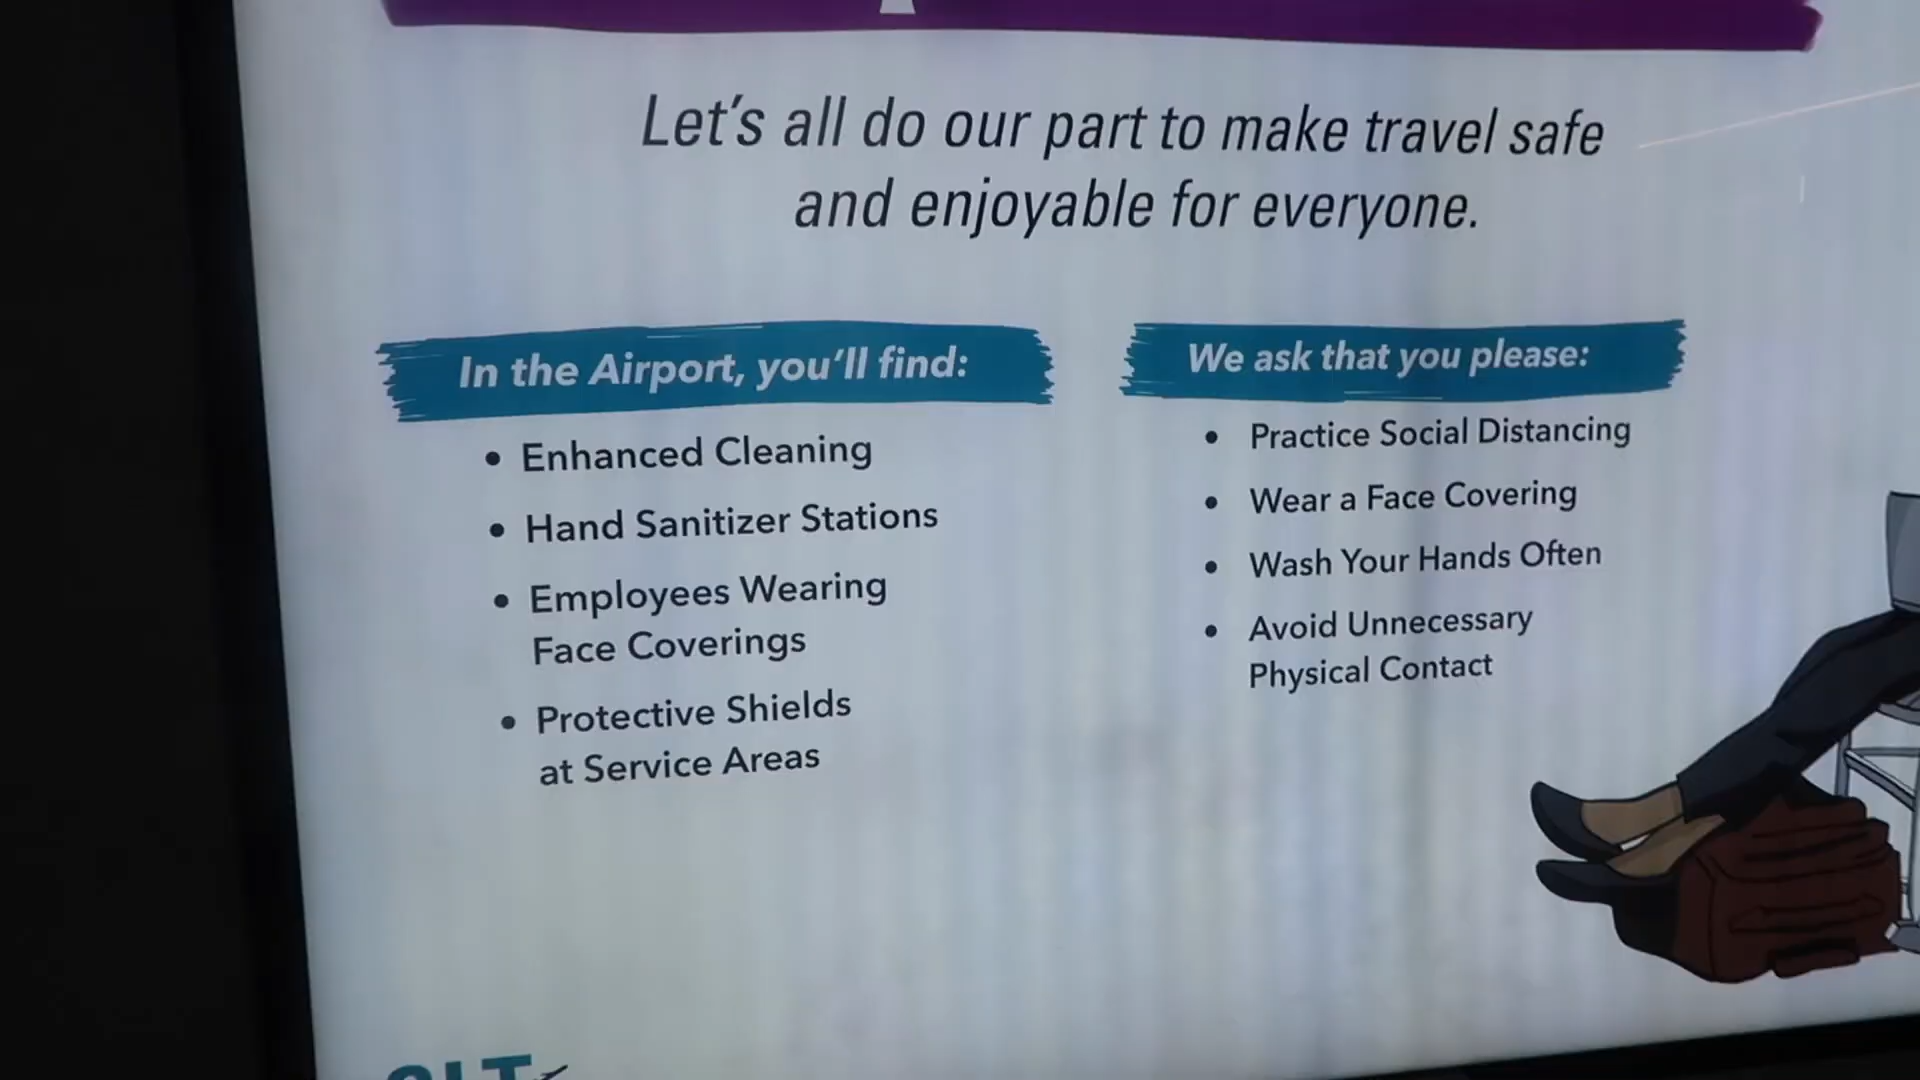 Let's all do our part to make travel safe
and enjoyable for everyone.
In the Airport, you'll find:
• Enhanced Cleaning
• Hand Sanitizer Stations
• Employees Wearing
Face Coverings
• Protective Shields
at Service Areas
We ask that you please:
• Practice Social Distancing
• Wear a Face Covering
• Wash Your Hands Often
• Avoid Unnecessary
Physical Contact